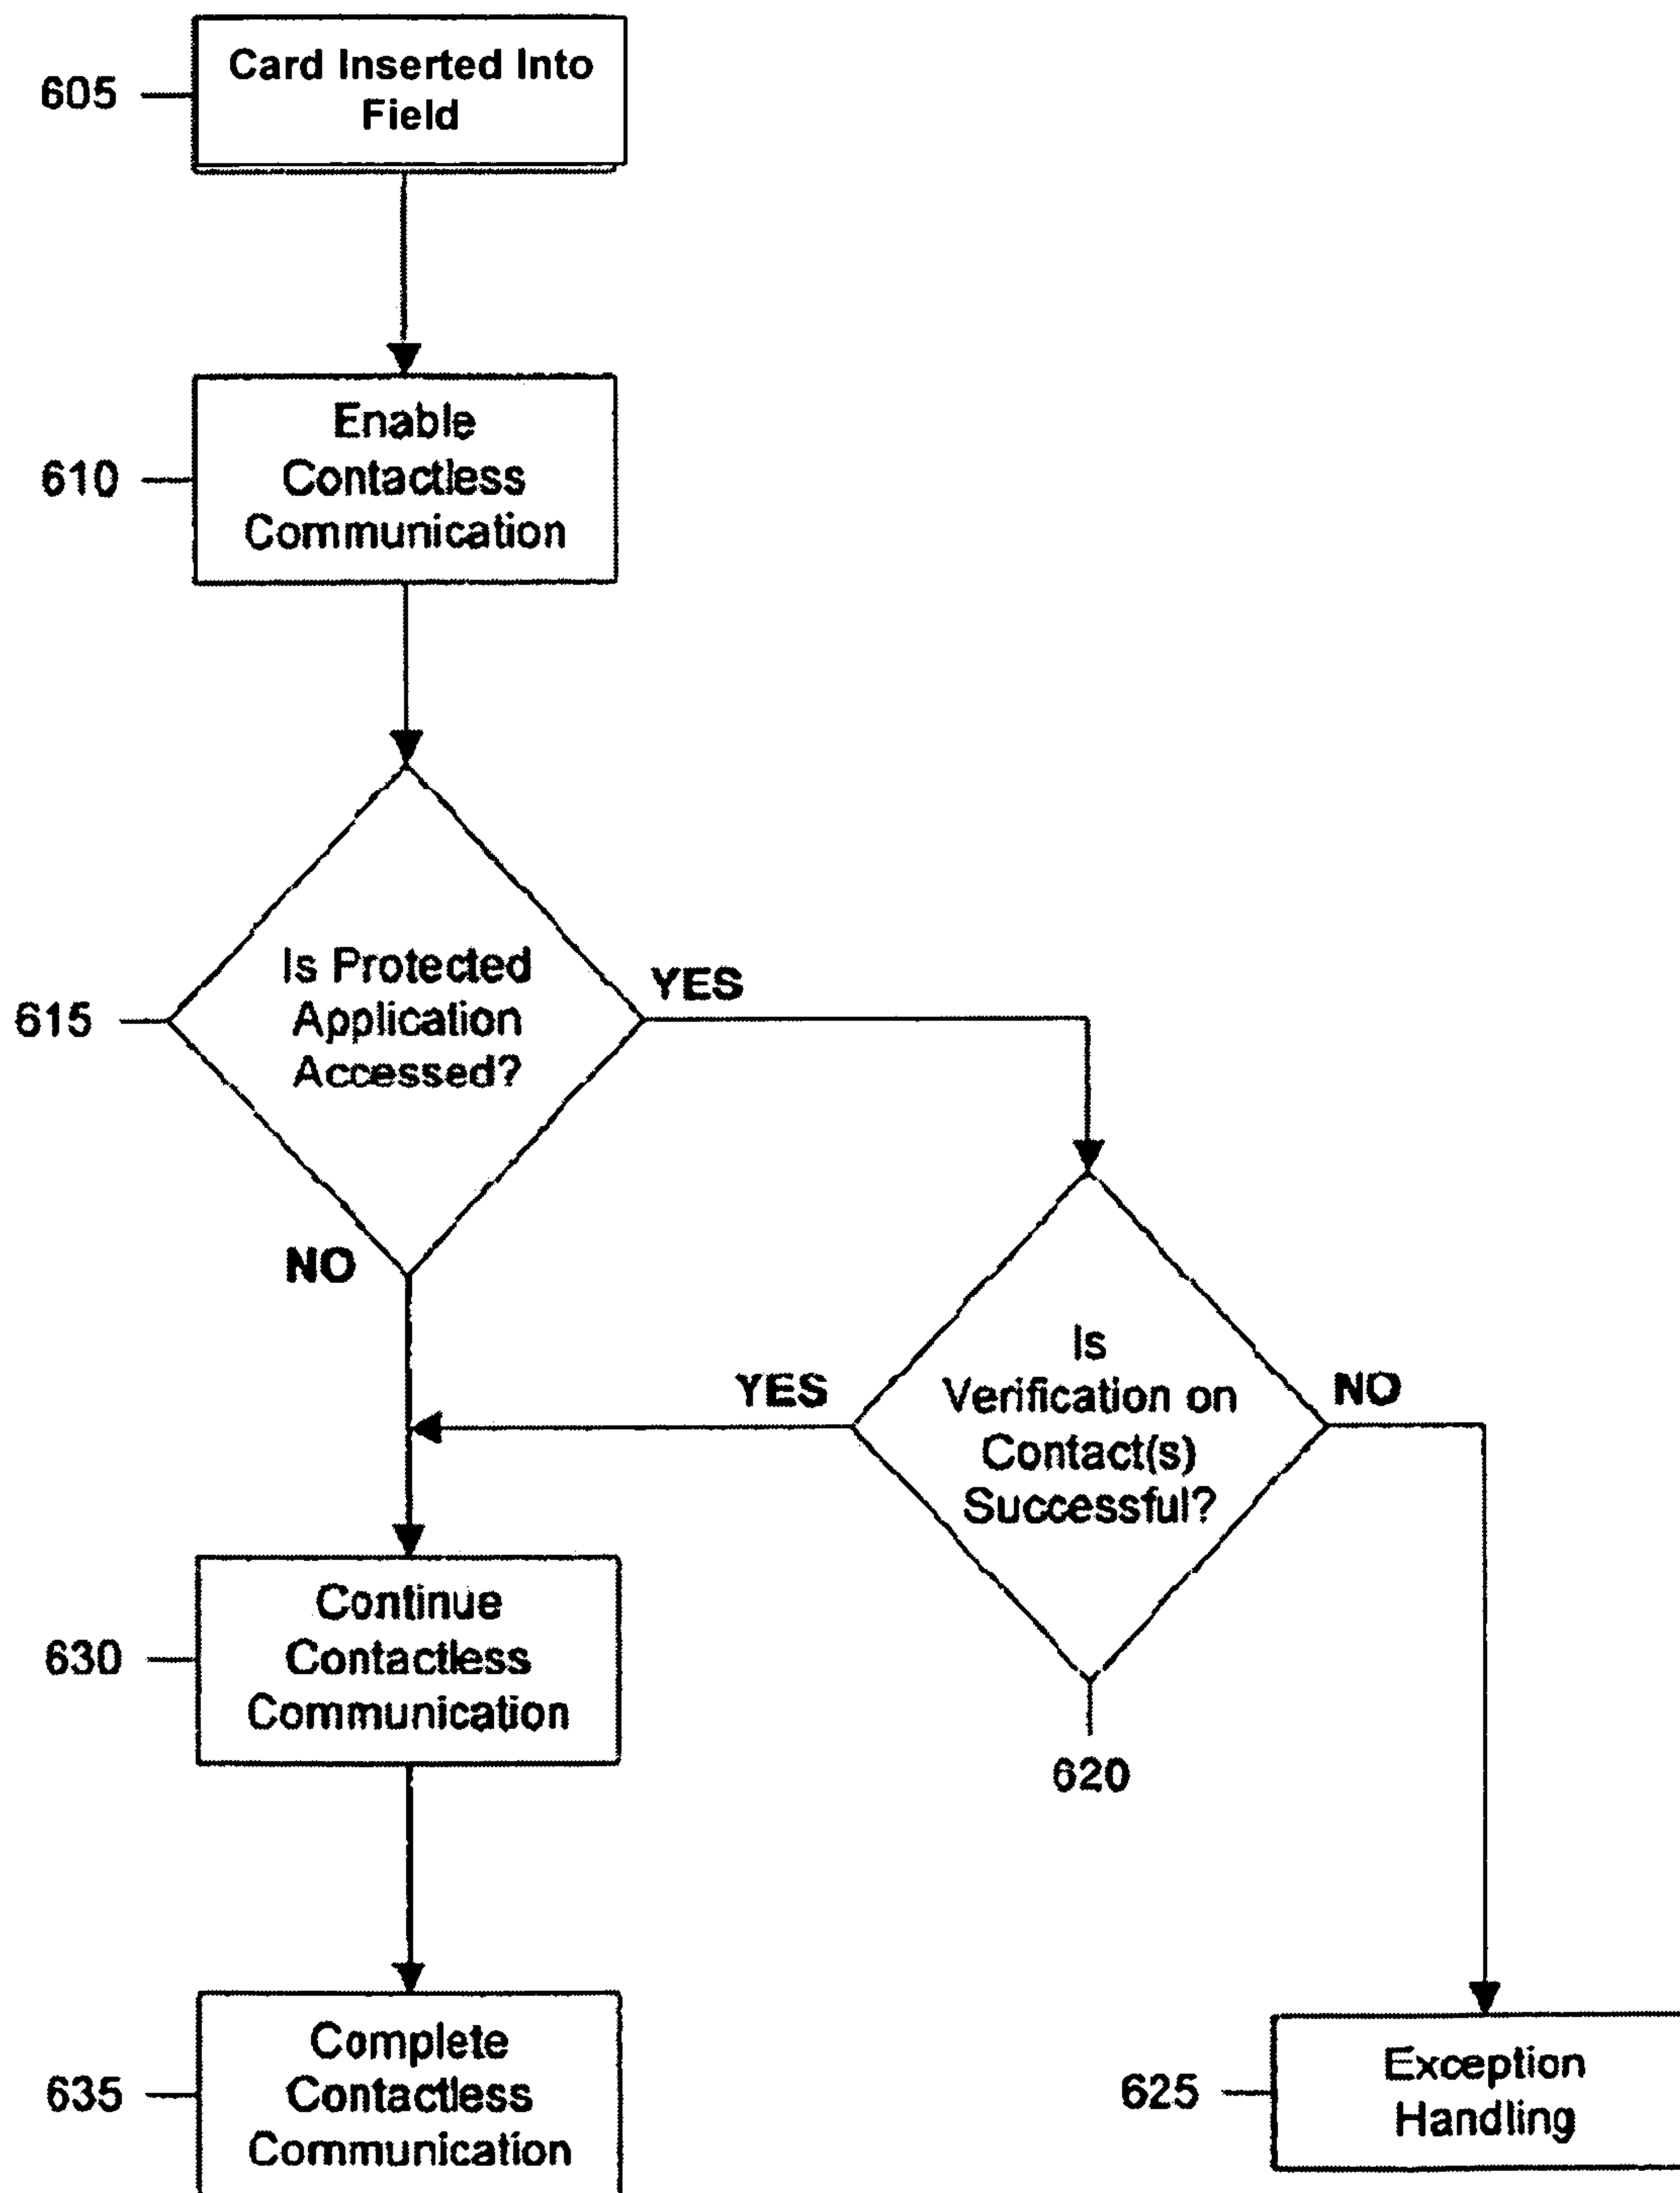 605
Card Inserted Into
Field
610
Enable
Contactless
Communication
615
Is Protected
Application
Accessed?
YES
NO
Is
Verification on
Contact(s)
Successful?
YES
NO
620
630
Continue
Contactless
Communication
635
Complete
Contactless
Communication
625
Exception
Handling